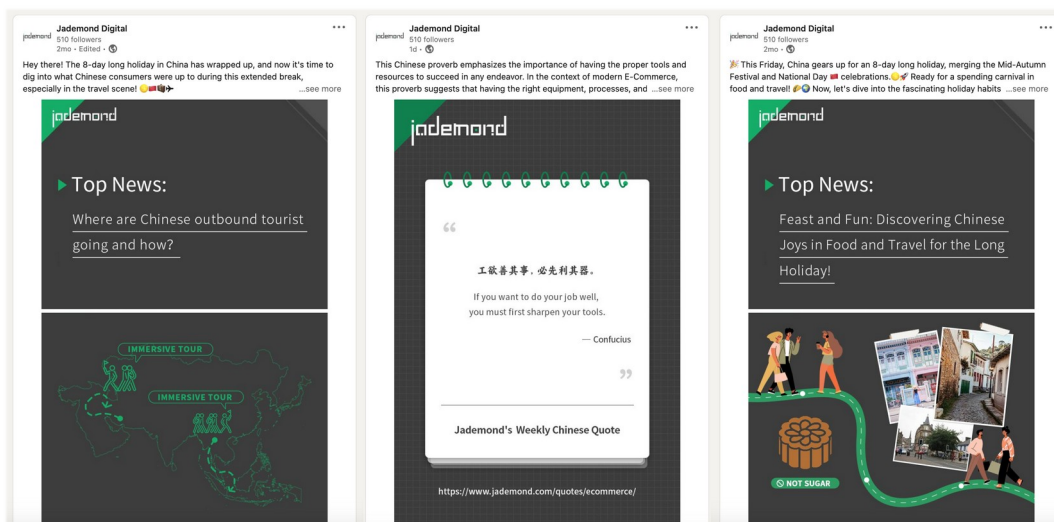 jademond
Jademond Digital
510 followers
2mo • Edited •
Hey there! The 8-day long holiday in China has wrapped up, and now it's time to
dig into what Chinese consumers were up to during this extended break,
especially in the travel scene! 🌕🇨🇳🧳✈️ ...see more
jademond
Top News:
Where are Chinese outbound tourist
going and how?
IMMERSIVE TOUR
IMMERSIVE TOUR
jademond
Jademond Digital
510 followers
1d •
This Chinese proverb emphasizes the importance of having the proper tools and
resources to succeed in any endeavor. In the context of modern E-Commerce,
this proverb suggests that having the right equipment, processes, and ...see more
jademond
“
工欲善其事，必先利其器。
If you want to do your job well,
you must first sharpen your tools.
— Confucius
”
Jademond's Weekly Chinese Quote
https://www.jademond.com/quotes/ecommerce/
jademond
Jademond Digital
510 followers
2mo •
🎉 This Friday, China gears up for an 8-day long holiday, merging the Mid-Autumn
Festival and National Day 🇨🇳 celebrations.🌕🚀 Ready for a spending carnival in
food and travel! 🥮🌍 Now, let's dive into the fascinating holiday habits ...see more
jademond
Top News:
Feast and Fun: Discovering Chinese
Joys in Food and Travel for the Long
Holiday!
NOT SUGAR